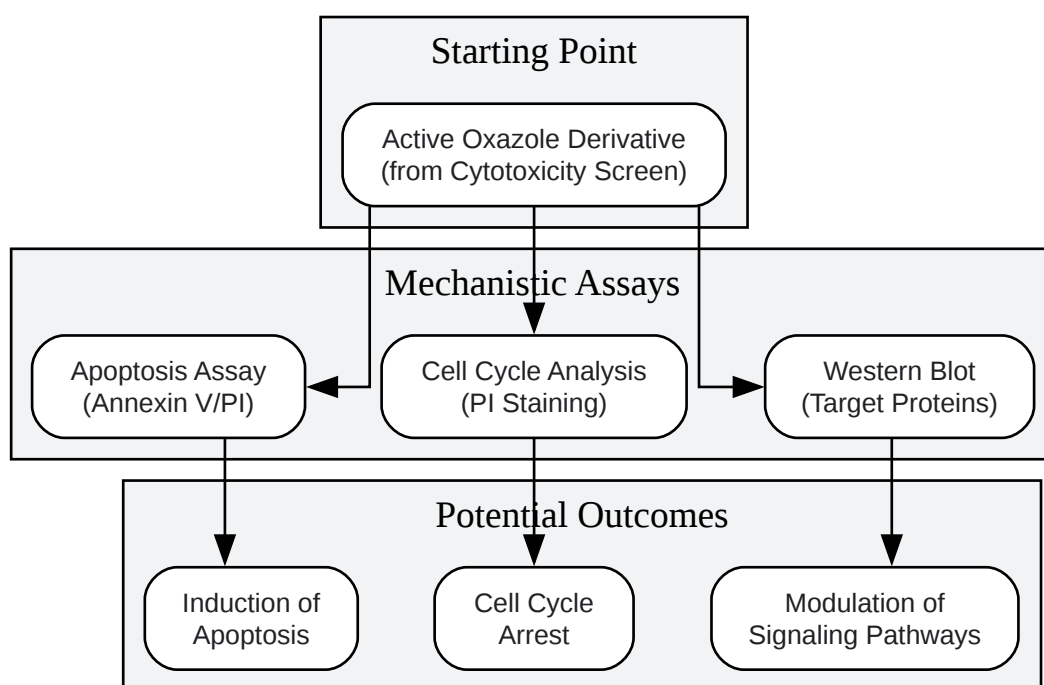 Starting Point
Active Oxazole Derivative
(from Cytotoxicity Screen)
Mechanistic Assays
Apoptosis Assay
(Annexin V/PI)
Cell Cycle Analysis
(PI Staining)
Western Blot
(Target Proteins)
Potential Outcomes
Induction of
Apoptosis
Cell Cycle
Arrest
Modulation of
Signaling Pathways